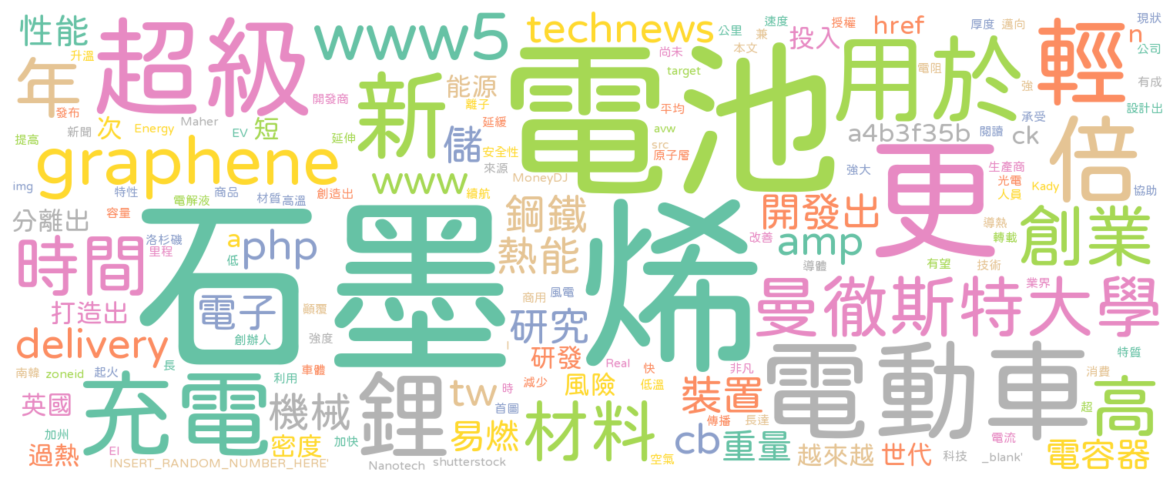 性能
www5
technews
公里
速度
授權
href
厚度
邁向
現狀
升溫
超級
尚未
本文
兼
投入
輕
n
公司
年
開發商
新
能源
離子
電池
target
用於
電阻
強
有成
發布
平均
設計出
新聞
次
Energy
Maher
EV
短
延伸
儲
延緩
avw
a4b3f35b
承受
閱讀
ck
提高
graphene
安全性
src
原子層
倍
來源
強大
生產商
img
特性
商品
材質
高溫
創造出
www
MoneyDJ
續航
更
光電
人員
Kady
協助
容量
電解液
分離出
石墨烯
鋼鐵
開發出
創業
導熱
轉載
時間
洛杉磯
里程
a
低
php
熱能
改善
amp
導體
有望
技術
業界
電子
顛覆
創辦人
商用
風電
研究
曼徹斯特大學
打造出
強度
delivery
長
l
研發
Real
快
非凡
電動車
特質
南韓
zoneid
起火
利用
車體
充電
機械
鋰
tw
時
首圖
減少
風險
低溫
裝置
消費
超
高
英國
加州
密度
加快
易燃
材料
傳播
長達
cb
重量
越來越
世代
電流
過熱
EI
INSERT_RANDOM_NUMBER_HERE'
Nanotech
shutterstock
空氣
科技
_blank'
電容器